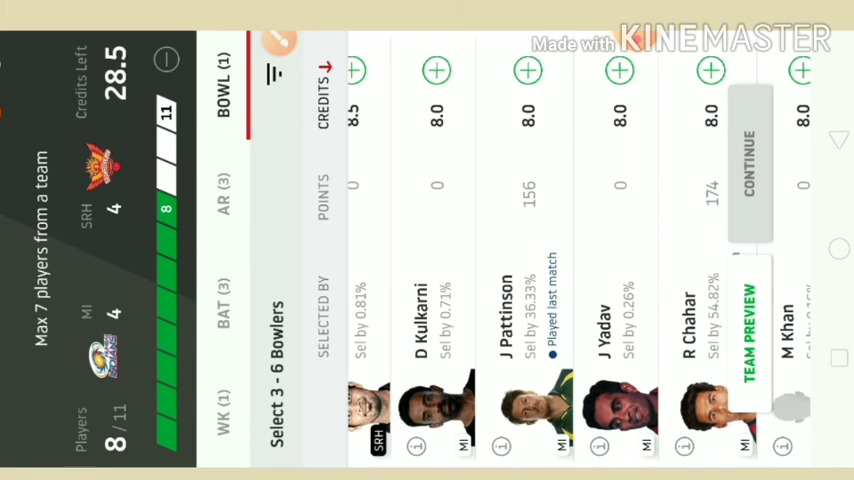 Made with KINEMASTER
Max 7 players from a team
Players
8 / 11
MI
4
SRH
4
Credits Left
28.5
8
11
WK (1)
BAT (3)
AR (3)
BOWL (1)
Select 3 - 6 Bowlers
SELECTED BY
POINTS
CREDITS
Sel by 0.81%
0
8.5
SRH
D Kulkarni
Sel by 0.71%
0
8.0
MI
J Pattinson
Sel by 36.33%
Played last match
156
8.0
MI
J Yadav
Sel by 0.26%
0
8.0
MI
R Chahar
Sel by 54.82%
174
8.0
MI
M Khan
0
8.0
TEAM PREVIEW
CONTINUE